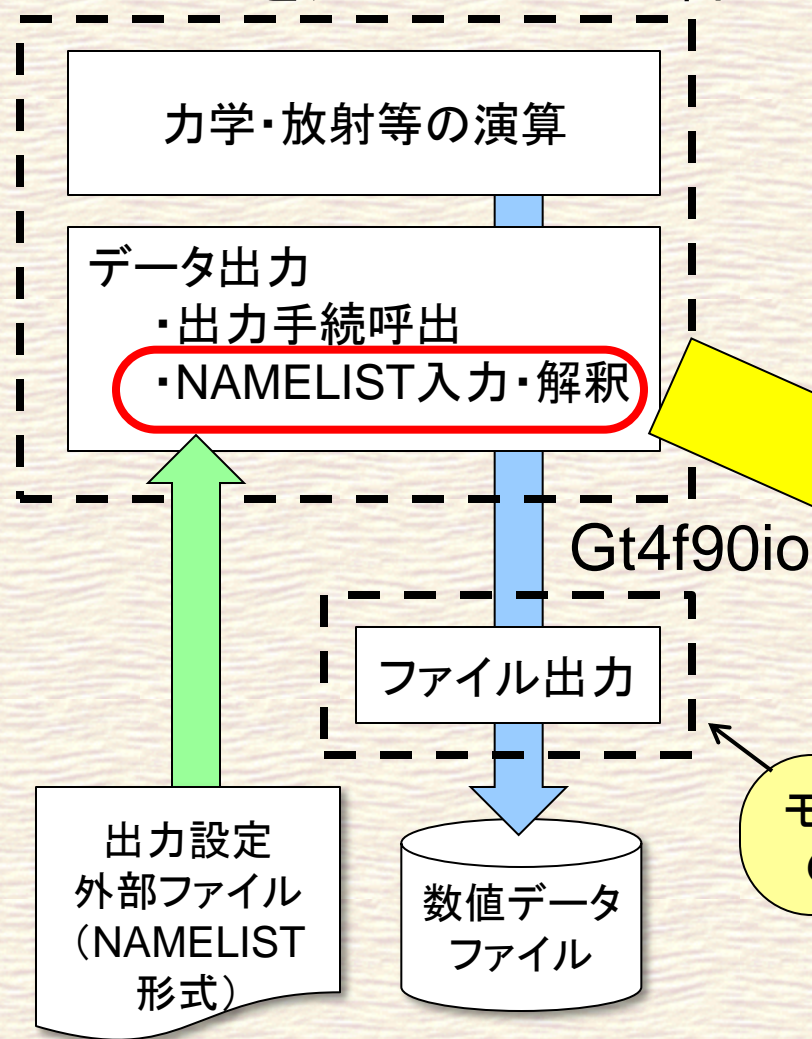 力学・放射等の演算
データ出力
・出力手続呼出
・NAMELIST入力・解釈
Gt4f90io
ファイル出力
出力設定
外部ファイル
（NAMELIST
形式）
数値データ
ファイル